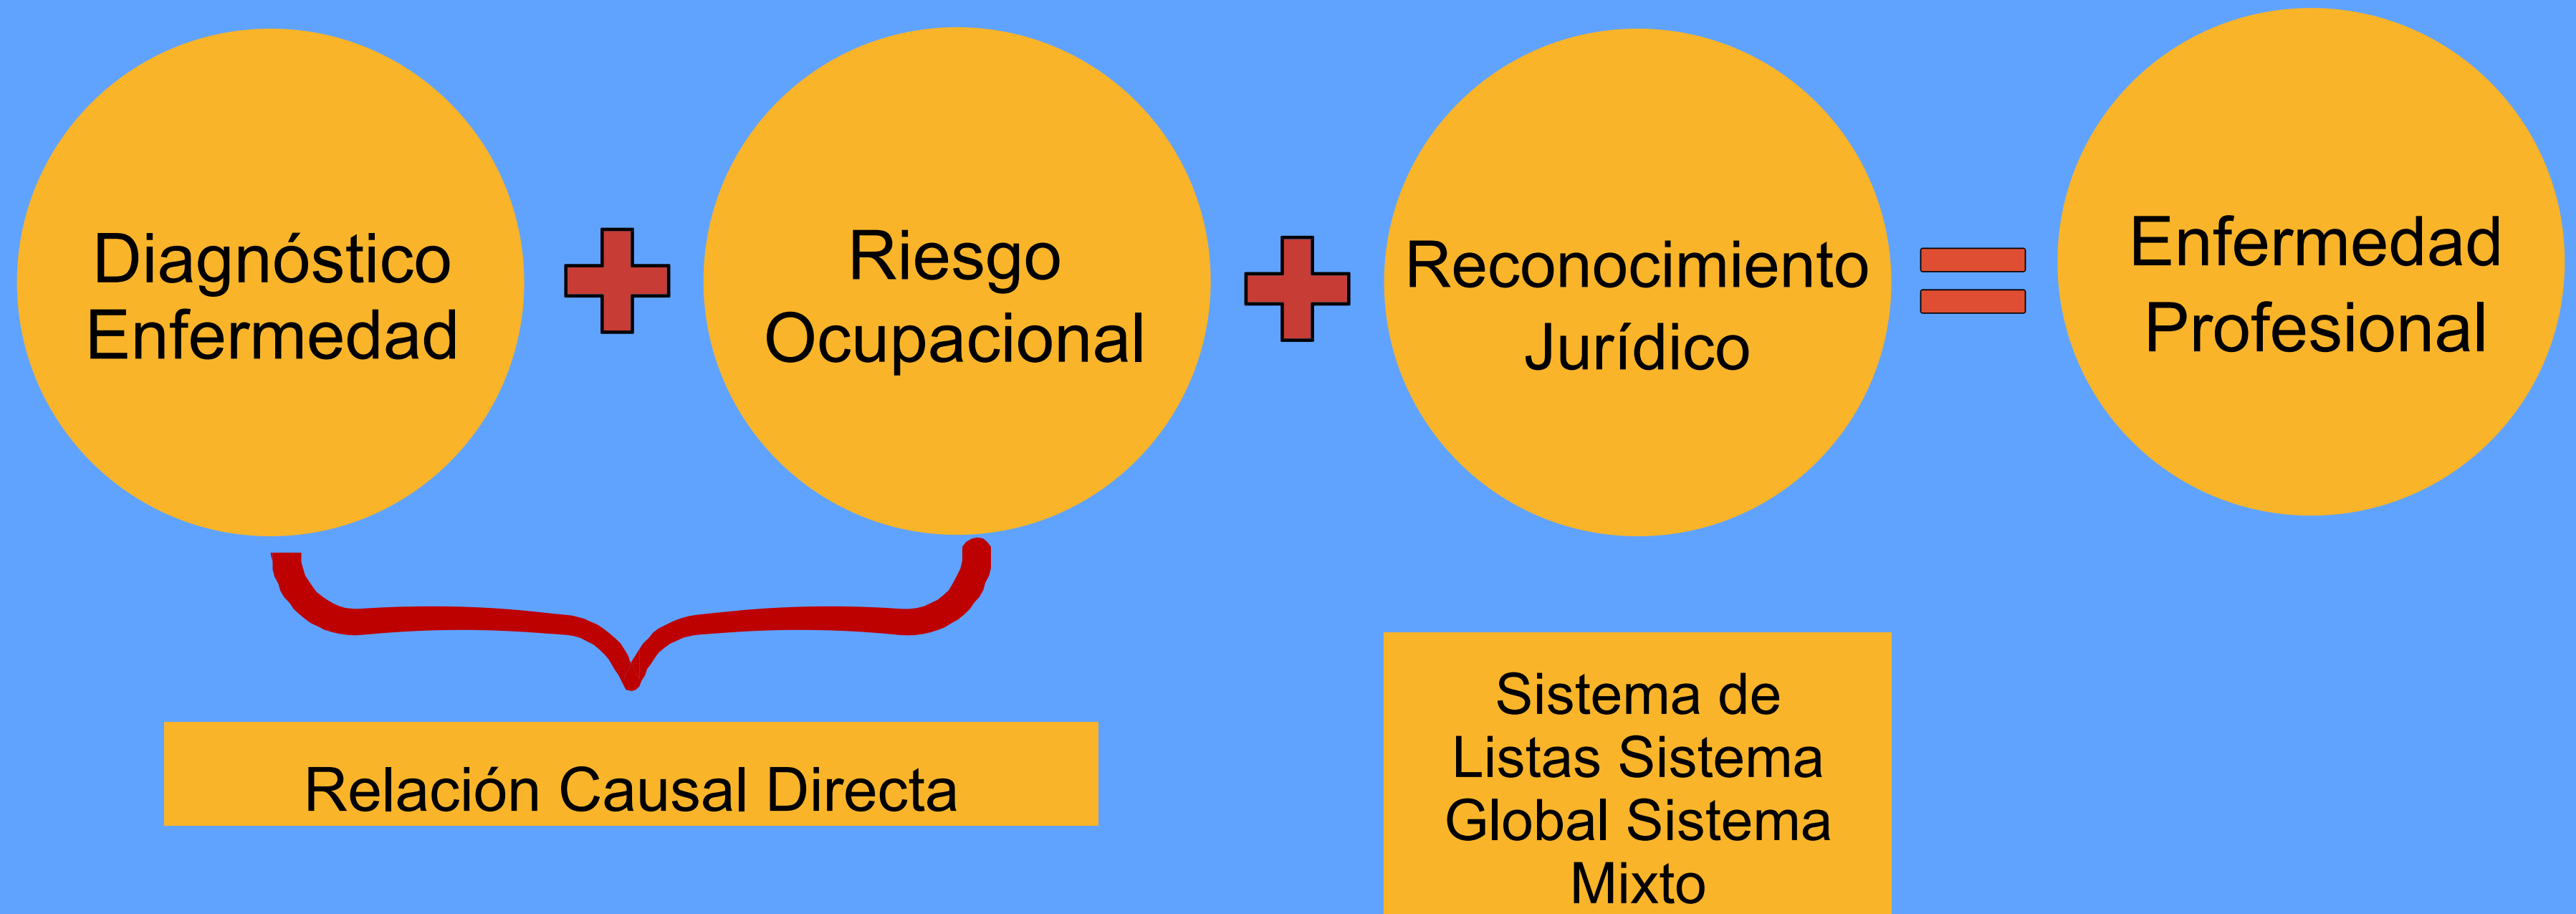 Diagnóstico
Enfermedad
Riesgo
Ocupacional
Reconocimiento
Jurídico
Enfermedad
Profesional
Relación Causal Directa
Sistema de
Listas Sistema
Global Sistema
Mixto